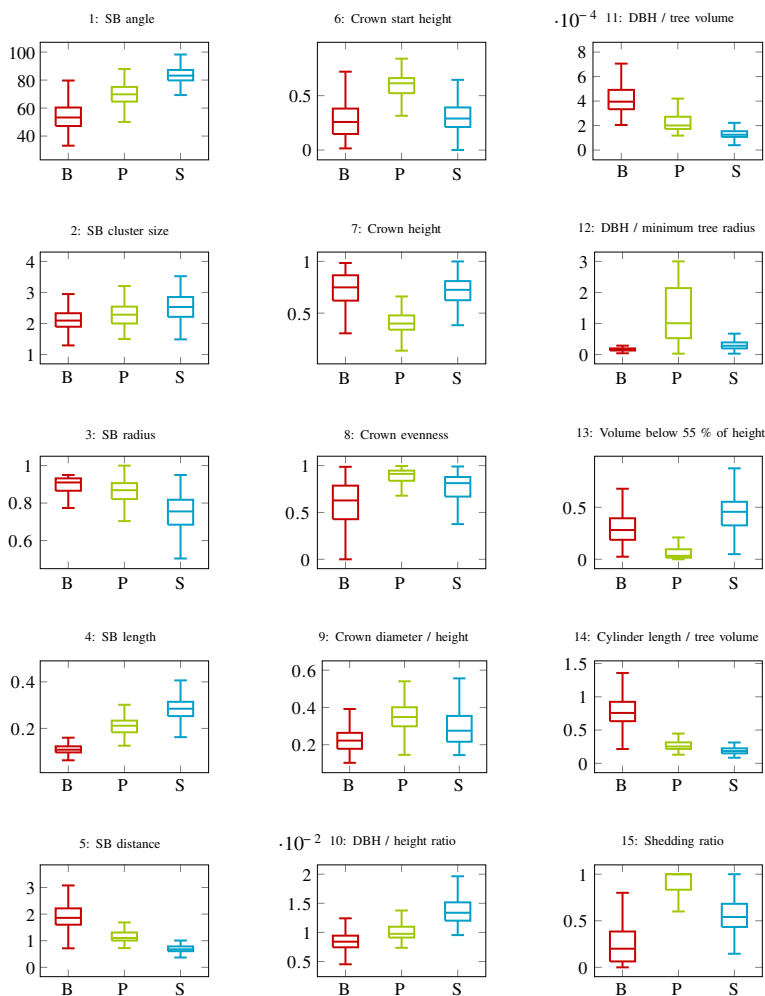 1: SB angle
100
80
60
40
B P S
6: Crown start height
0.5
0
B P S
·10⁻⁴ 11: DBH / tree volume
8
6
4
2
0
B P S
2: SB cluster size
4
3
2
1
B P S
7: Crown height
1
0.5
B P S
12: DBH / minimum tree radius
3
2
1
0
B P S
3: SB radius
1
0.8
0.6
B P S
8: Crown evenness
1
0.5
0
B P S
13: Volume below 55 % of height
0.5
0
B P S
4: SB length
0.4
0.2
B P S
9: Crown diameter / height
0.6
0.4
0.2
B P S
14: Cylinder length / tree volume
1.5
1
0.5
0
B P S
5: SB distance
3
2
1
0
B P S
·10⁻² 10: DBH / height ratio
2
1.5
1
0.5
B P S
15: Shedding ratio
1
0.5
0
B P S